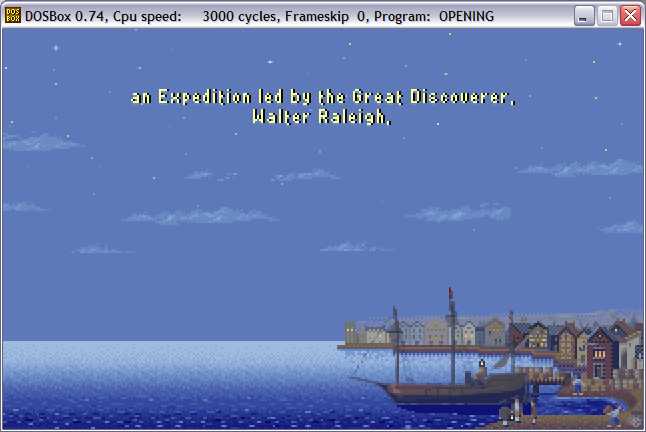 DOSBox 0.74, Cpu speed: 3000 cycles, Frameskip 0, Program: OPENING
an Expedition led by the Great Discoverer,
Walter Raleigh,